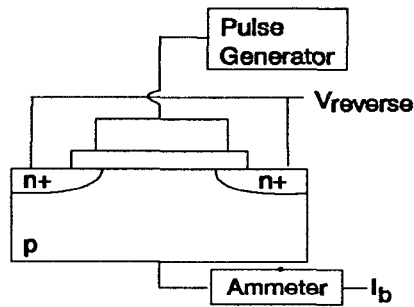 Pulse
Generator
Vreverse
n+ n+
p
Ammeter Ib